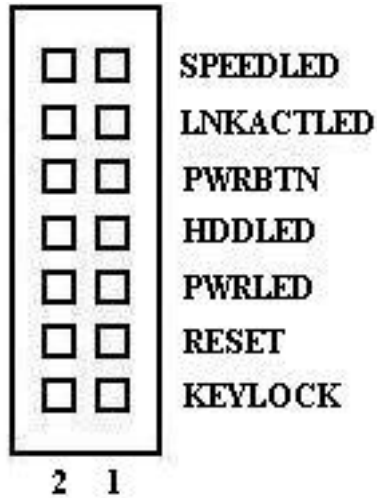 SPEEDLED
LNKACTLED
PWRBTN
HDDLED
PWRLED
RESET
KEYLOCK
2 1